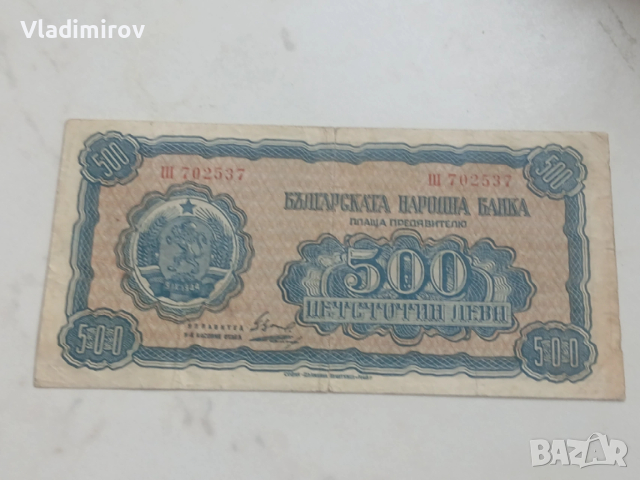 Vladimirov
500
500
Щ 702537
Щ 702537
БЪЛГАРСКАТА НАРОДНА БАНКА
ПЛАЩА ПРЕДЯВИТЕЛЮ
500
ПЕТСТОТИН ЛЕВА
500
500
BAZAR